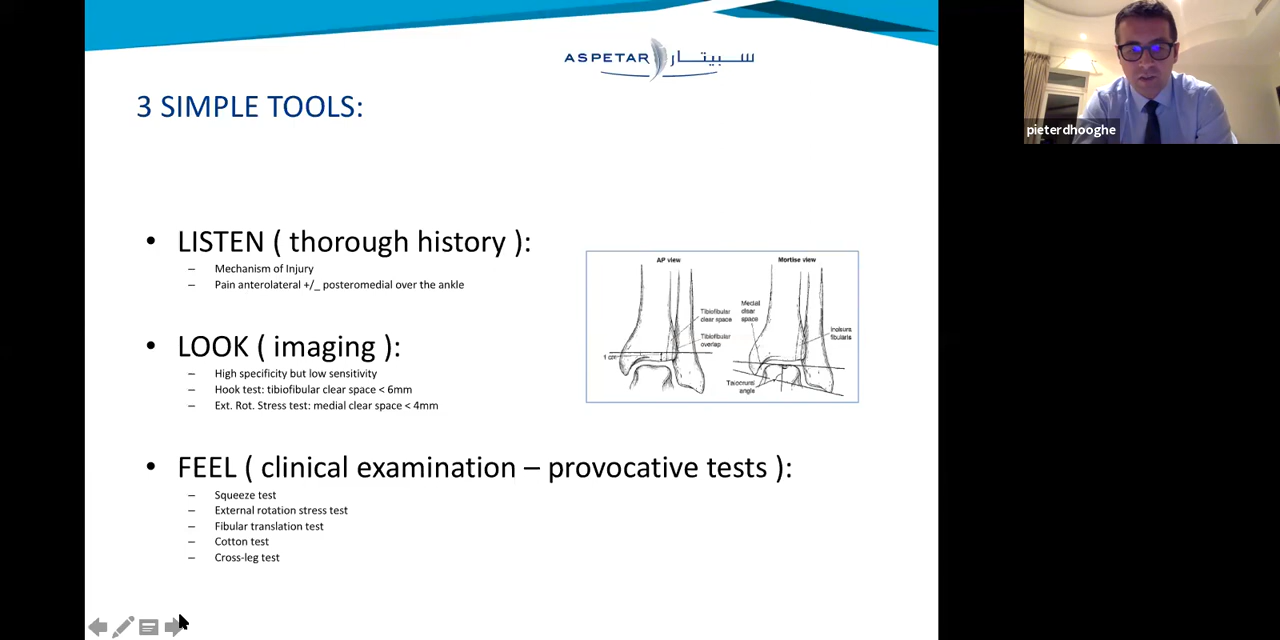 ASPETAR سبيتار
pieterdhooghe
3 SIMPLE TOOLS:
• LISTEN ( thorough history ):
– Mechanism of Injury
– Pain anterolateral +/_ posteromedial over the ankle
• LOOK ( imaging ):
– High specificity but low sensitivity
– Hook test: tibiofibular clear space < 6mm
– Ext. Rot. Stress test: medial clear space < 4mm
AP view
Mortise view
Tibiofibular
clear space
Tibiofibular
overlap
1 cm
Medial
clear
space
Incisura
fibularis
Talocrural
angle
• FEEL ( clinical examination – provocative tests ):
– Squeeze test
– External rotation stress test
– Fibular translation test
– Cotton test
– Cross-leg test